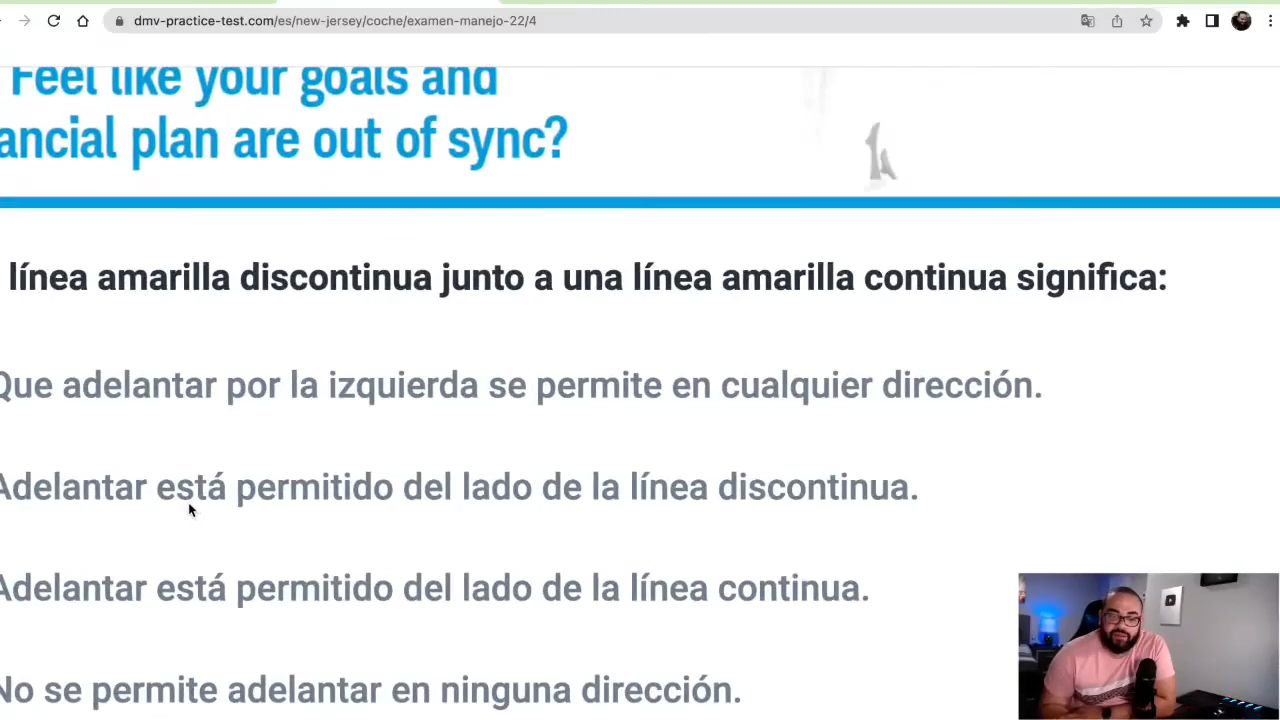 dmv-practice-test.com/es/new-jersey/coche/examen-manejo-22/4
Feel like your goals and
ancial plan are out of sync?
línea amarilla discontinua junto a una línea amarilla continua significa:
Que adelantar por la izquierda se permite en cualquier dirección.
Adelantar está permitido del lado de la línea discontinua.
Adelantar está permitido del lado de la línea continua.
No se permite adelantar en ninguna dirección.